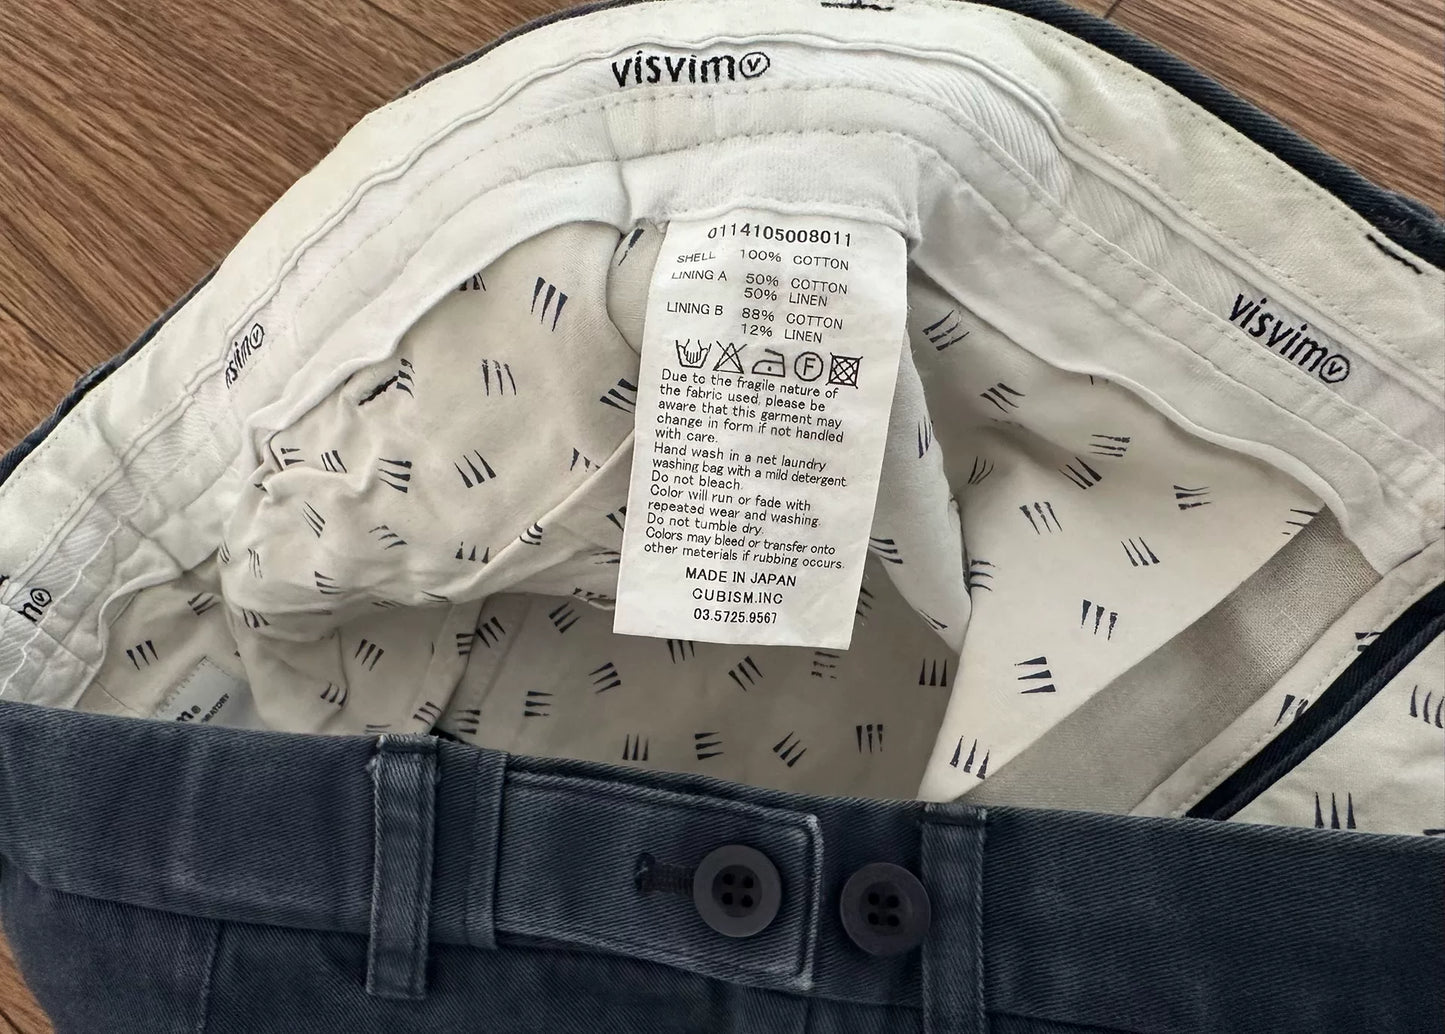 visvim v
visvim v
visvim v
0114105008011
SHELL 100% COTTON
LINING A 50% COTTON
50% LINEN
LINING B 88% COTTON
12% LINEN
F
Due to the fragile nature of
the fabric used, please be
aware that this garment may
change in form if not handled
with care.
Hand wash in a net laundry
washing bag with a mild detergent.
Do not bleach.
Color will run or fade with
repeated wear and washing.
Do not tumble dry.
Colors may bleed or transfer onto
other materials if rubbing occurs.
MADE IN JAPAN
CUBISM.INC
03.5725.9567